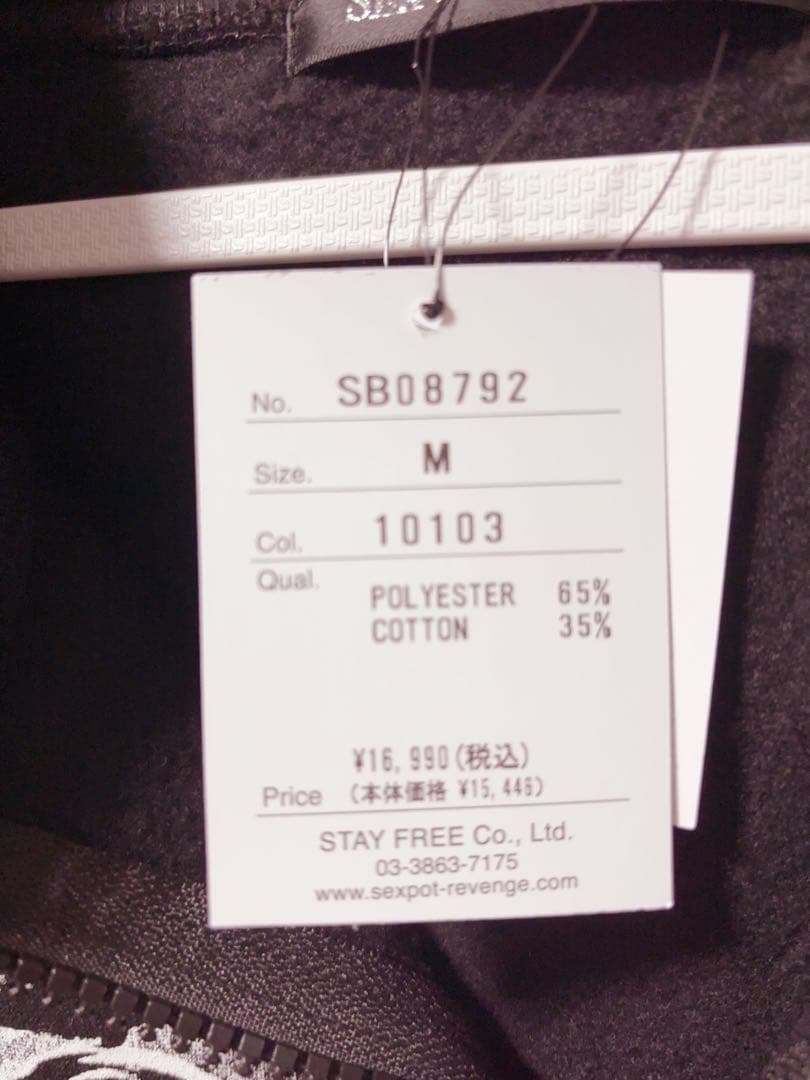 No. SB08792
Size. M
Col. 10103
Qual.
POLYESTER 65%
COTTON 35%
¥16,990(税込)
Price (本体価格 ¥15,446)
STAY FREE Co., Ltd.
03-3863-7175
www.sexpot-revenge.com